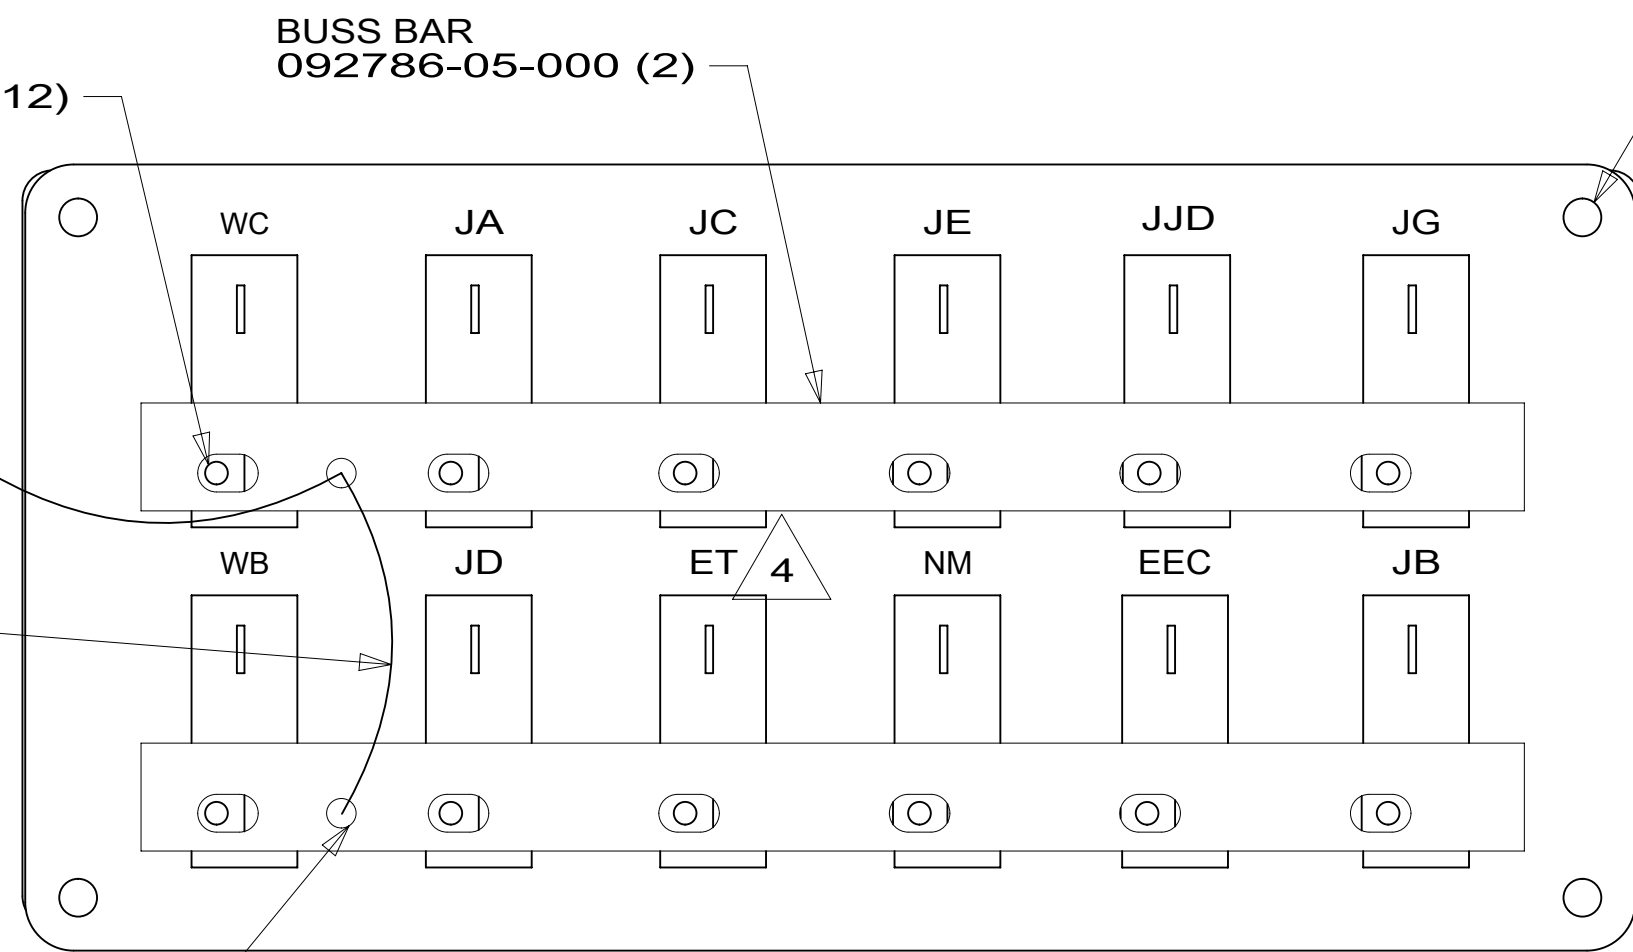 BUSS BAR
092786-05-000 (2)
12)
WC JA JC JE JJD JG
WB JD ET 4 NM EEC JB